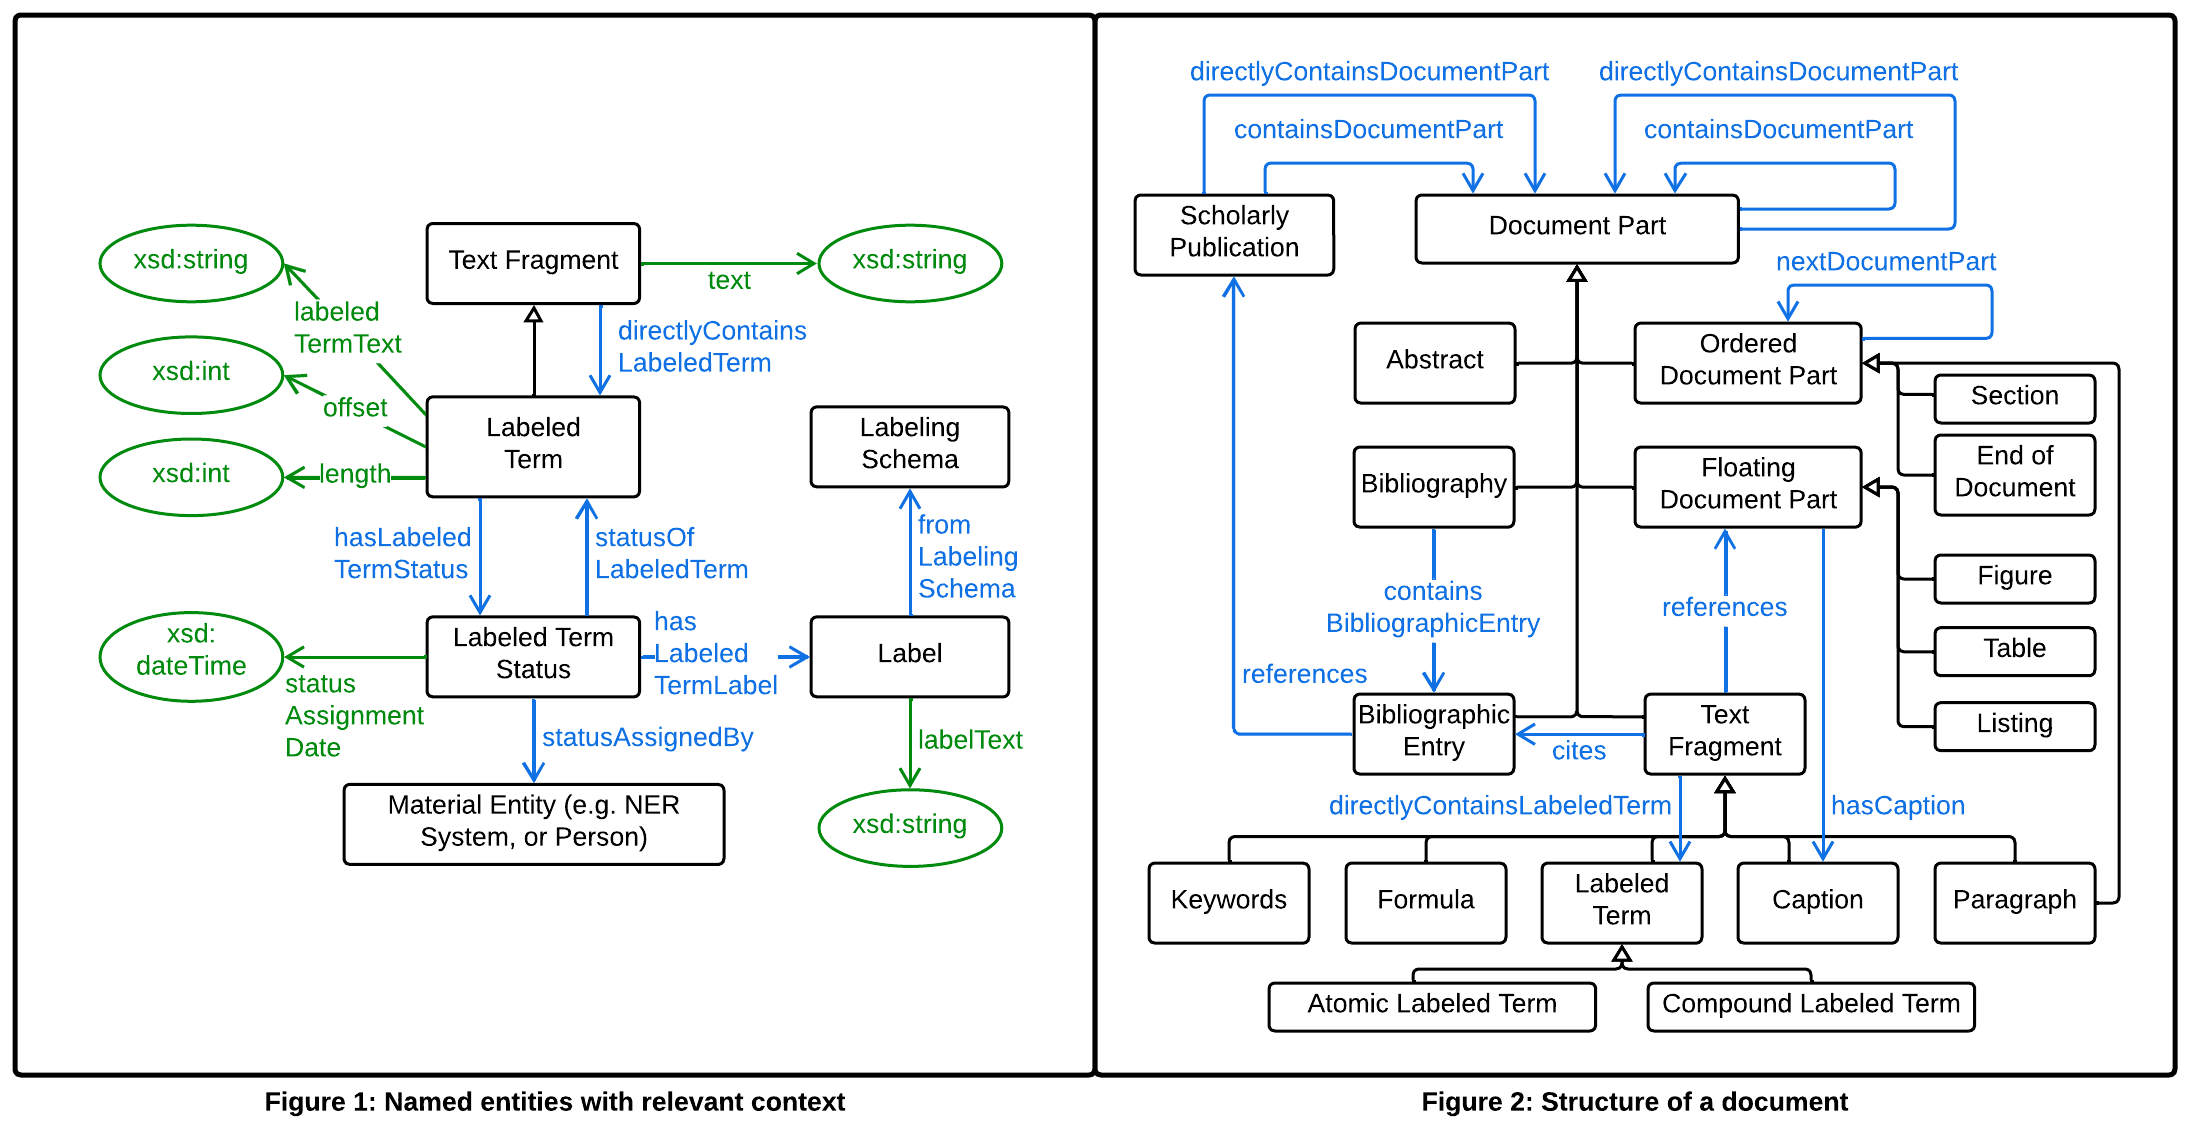 xsd:string
Text Fragment
xsd:string
text
labeled
TermText
directlyContains
LabeledTerm
xsd:int
offset
Labeled
Term
Labeling
Schema
xsd:int
length
hasLabeled
TermStatus
statusOf
LabeledTerm
from
Labeling
Schema
xsd:
dateTime
Labeled Term
Status
has
Labeled
TermLabel
Label
status
Assignment
Date
statusAssignedBy
labelText
Material Entity (e.g. NER
System, or Person)
xsd:string
Figure 1: Named entities with relevant context
directlyContainsDocumentPart
directlyContainsDocumentPart
containsDocumentPart
containsDocumentPart
Scholarly
Publication
Document Part
nextDocumentPart
Abstract
Ordered
Document Part
Section
Bibliography
Floating
Document Part
End of
Document
contains
BibliographicEntry
references
Figure
Table
references
Bibliographic
Entry
cites
Text
Fragment
Listing
directlyContainsLabeledTerm
hasCaption
Keywords
Formula
Labeled
Term
Caption
Paragraph
Atomic Labeled Term
Compound Labeled Term
Figure 2: Structure of a document